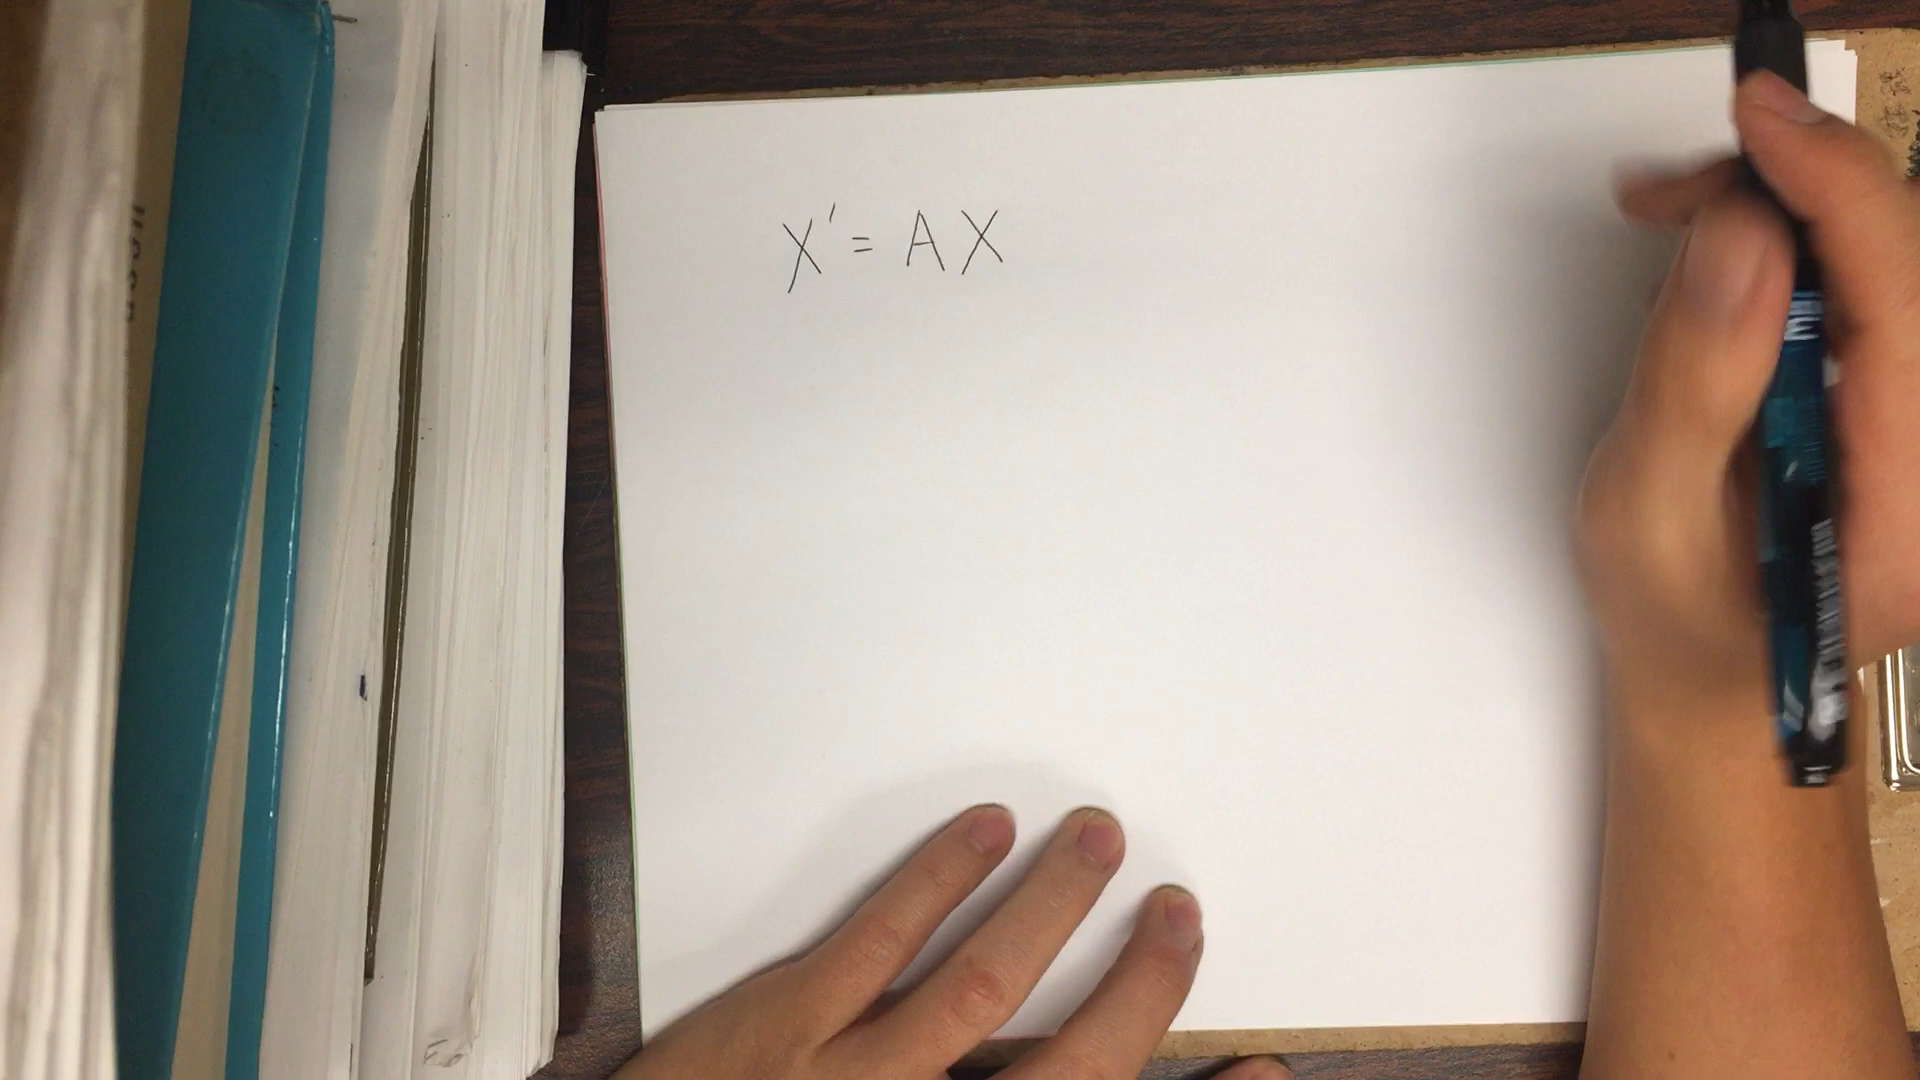 X' = AX